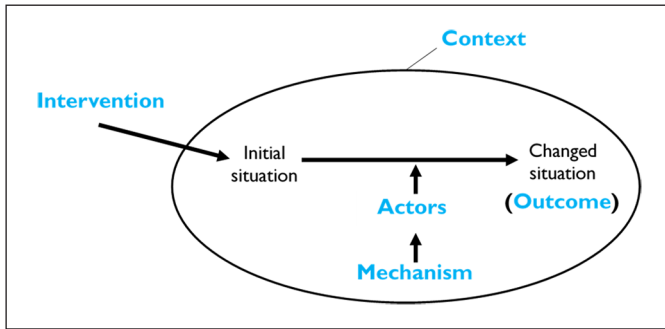 Context
Intervention
Initial
situation
Changed
situation
(Outcome)
Actors
Mechanism